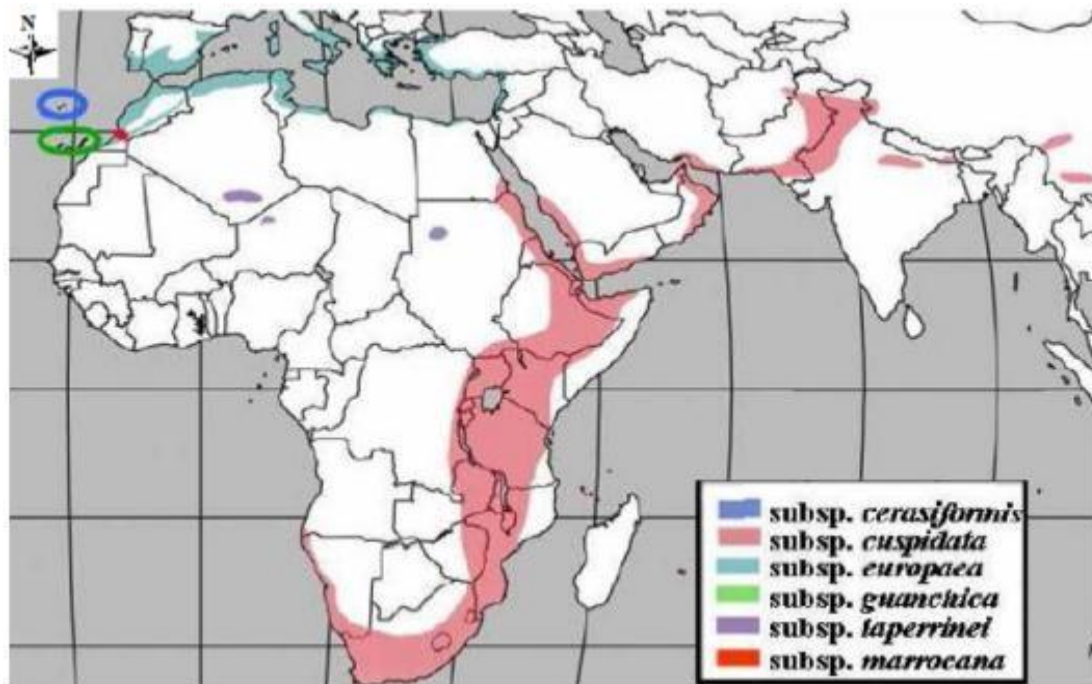 N
subsp. cerasiformis
subsp. cuspidata
subsp. europaea
subsp. guanchica
subsp. laperrinei
subsp. marrocana